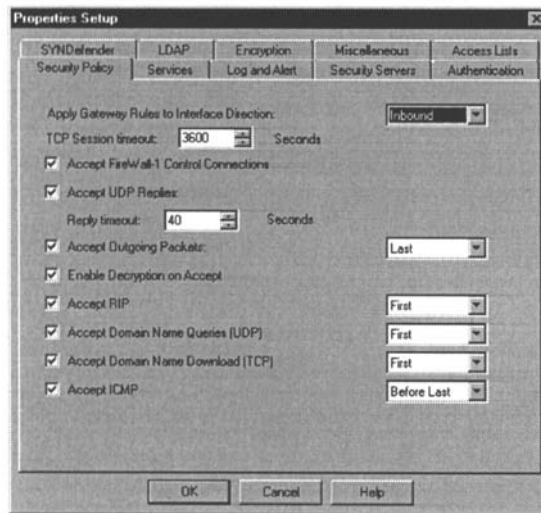 Properties Setup
SYNDefender LDAP Encryption Miscellaneous Access Lists
Security Policy Services Log and Alert Security Servers Authentication
Apply Gateway Rules to Interface Direction: Inbound
TCP Session timeout: 3600 Seconds
Accept FireWall-1 Control Connections
Accept UDP Replies:
Reply timeout: 40 Seconds
Accept Outgoing Packets: Last
Enable Decryption on Accept
Accept RIP First
Accept Domain Name Queries (UDP) First
Accept Domain Name Download (TCP) First
Accept ICMP Before Last
OK Cancel Help